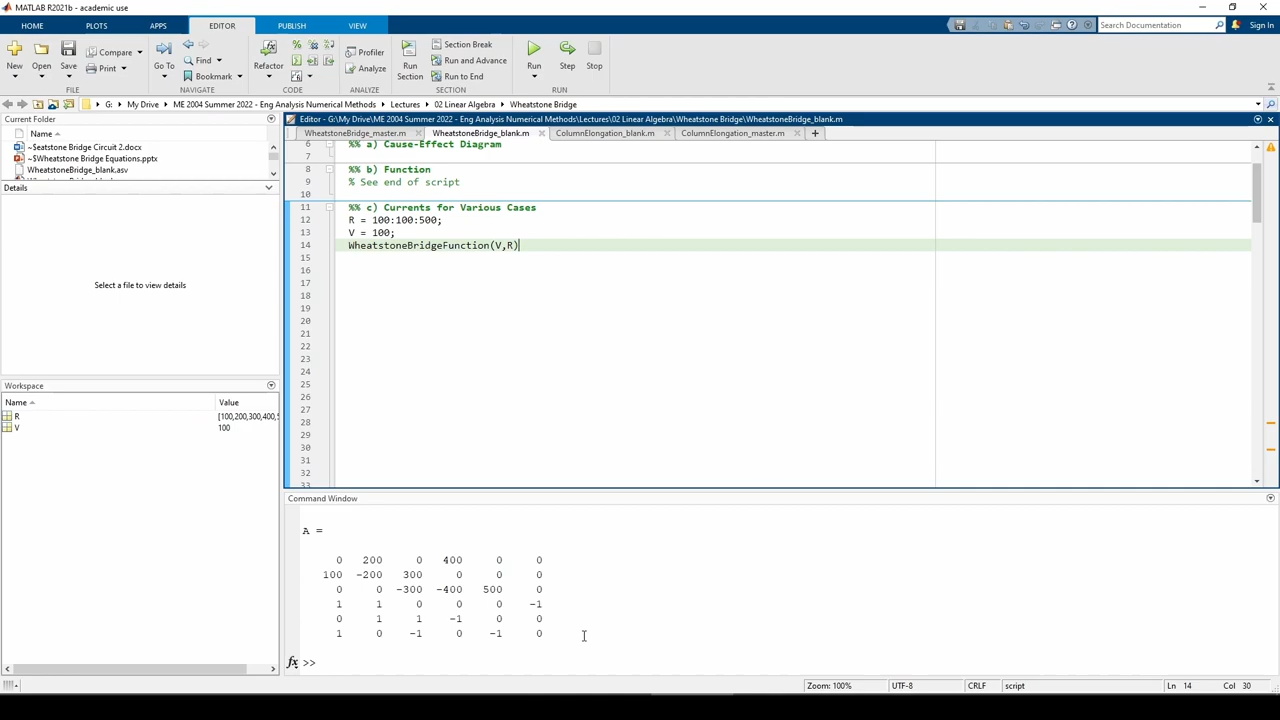 MATLAB R2021b - academic use
HOME PLOTS APPS EDITOR PUBLISH VIEW Search Documentation Sign In
New Open Save Compare Print Go To Find Bookmark Refactor Profiler Analyze Run Section Section Break Run and Advance Run to End Run Step Stop
FILE NAVIGATE CODE ANALYZE SECTION RUN
G: My Drive ME 2004 Summer 2022 - Eng Analysis Numerical Methods Lectures 02 Linear Algebra Wheatstone Bridge
Current Folder
Name
~$eatstone Bridge Circuit 2.docx
~$Wheatstone Bridge Equations.pptx
WheatstoneBridge_blank.asv
Details
Select a file to view details
Workspace
Name Value
R [100,200,300,400,5
V 100
Editor - G:\My Drive\ME 2004 Summer 2022 - Eng Analysis Numerical Methods\Lectures\02 Linear Algebra\Wheatstone Bridge\WheatstoneBridge_blank.m
WheatstoneBridge_master.m WheatstoneBridge_blank.m ColumnElongation_blank.m ColumnElongation_master.m
6 %% a) Cause-Effect Diagram
7
8 %% b) Function
9 % See end of script
10
11 %% c) Currents for Various Cases
12 R = 100:100:500;
13 V = 100;
14 WheatstoneBridgeFunction(V,R)
15
16
17
18
19
20
21
22
23
24
25
26
27
28
29
30
31
32
33
Command Window
A =
0 200 0 400 0 0
100 -200 300 0 0 0
0 0 -300 -400 500 0
1 1 0 0 0 -1
0 1 1 -1 0 0
1 0 -1 0 -1 0
fx >>
Zoom: 100% UTF-8 CRLF script Ln 14 Col 30